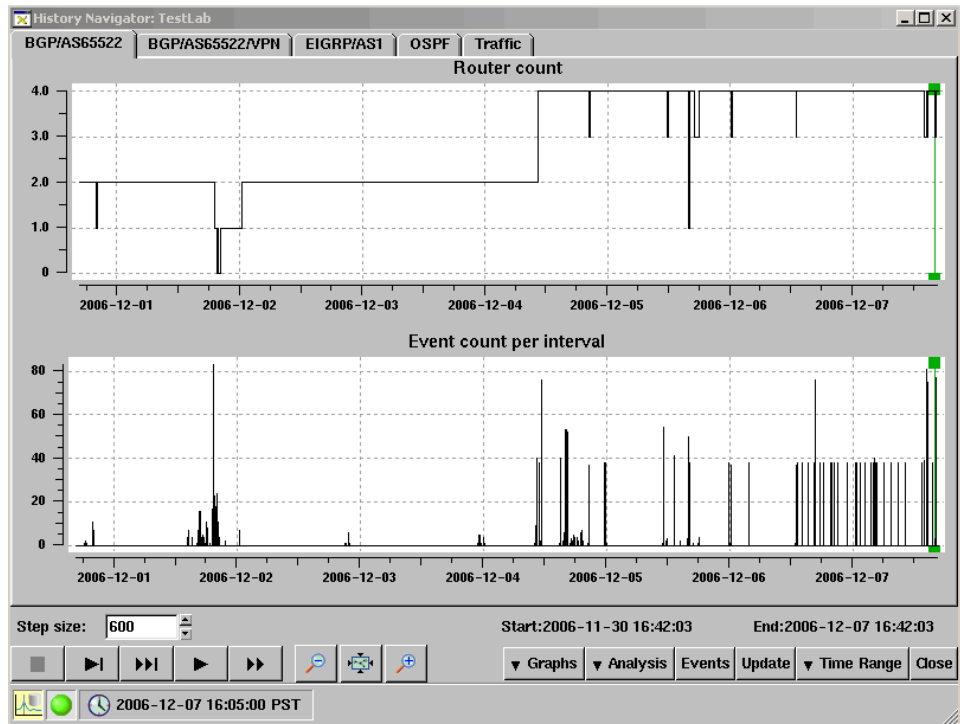 History Navigator: TestLab
BGP/AS65522 BGP/AS65522/VPN EIGRP/AS1 OSPF Traffic
Router count
4.0
3.0
2.0
1.0
0
2006-12-01 2006-12-02 2006-12-03 2006-12-04 2006-12-05 2006-12-06 2006-12-07
Event count per interval
80
60
40
20
0
2006-12-01 2006-12-02 2006-12-03 2006-12-04 2006-12-05 2006-12-06 2006-12-07
Step size: 600 Start:2006-11-30 16:42:03 End:2006-12-07 16:42:03
Graphs Analysis Events Update Time Range Close
2006-12-07 16:05:00 PST